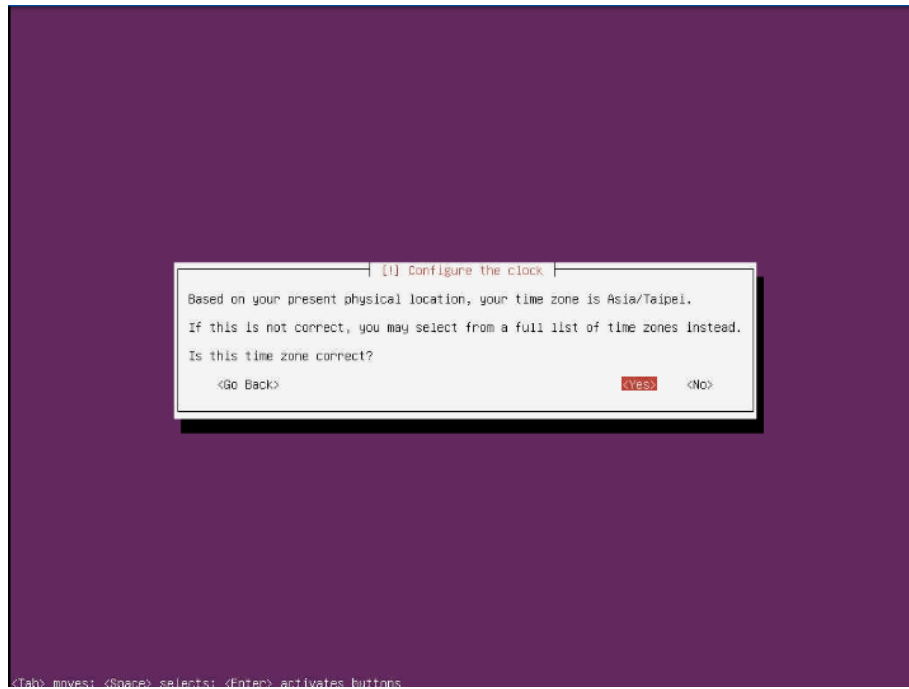 [!] Configure the clock
Based on your present physical location, your time zone is Asia/Taipei.
If this is not correct, you may select from a full list of time zones instead.
Is this time zone correct?
<Go Back> <Yes> <No>
<Tab> moves; <Space> selects; <Enter> activates buttons